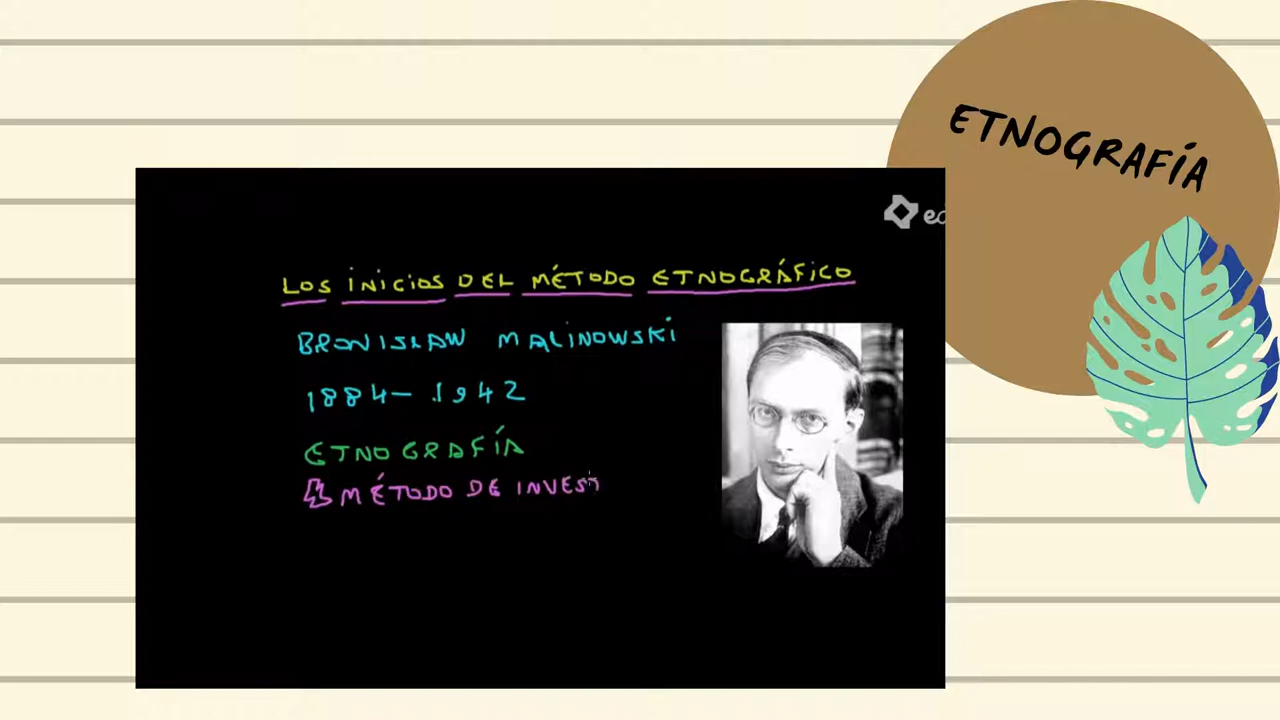 ETNOGRAFÍA
LOS INICIOS DEL MÉTODO ETNOGRÁFICO
BRONISLAW MALINOWSKI
1884 - 1942
ETNOGRAFÍA
MÉTODO DE INVEST